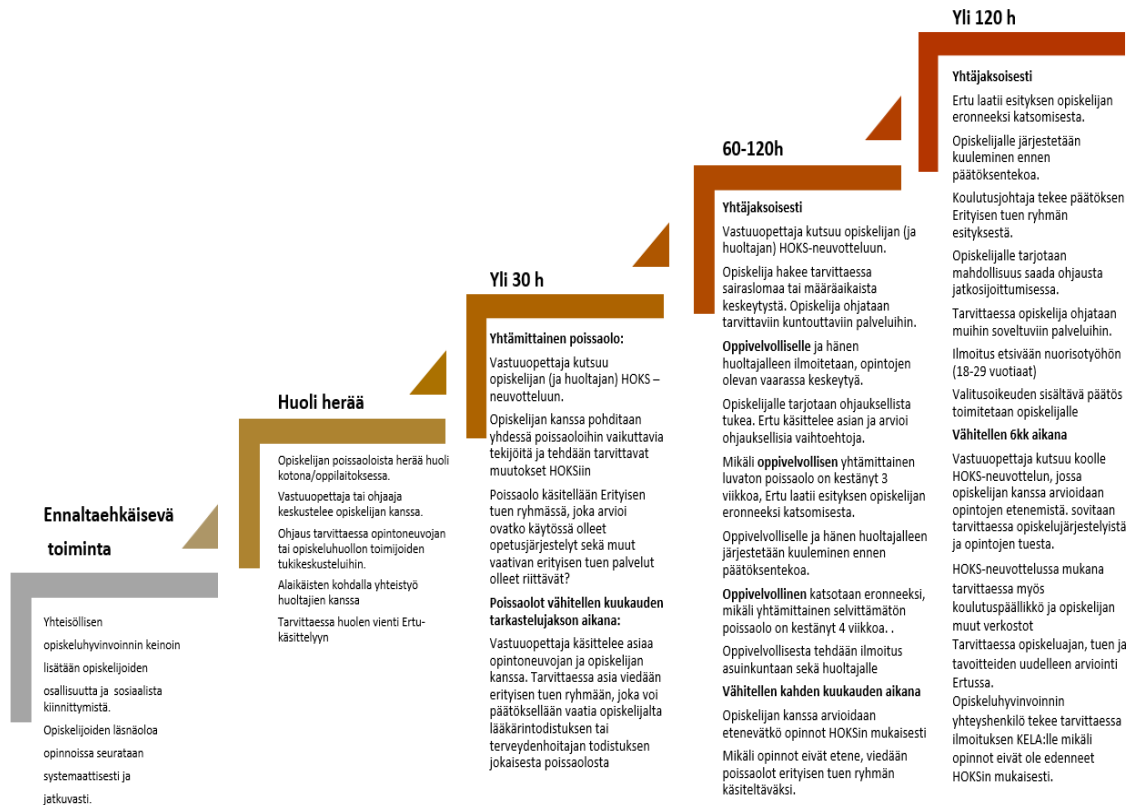 Ennaltaehkäisevä
toiminta
Yhteisöllisen
opiskeluhyvinvoinnin keinoin
lisätään opiskelijoiden
osallisuutta ja sosiaalista
kiinnittymistä.
Opiskelijoiden läsnäoloa
opinnoissa seurataan
systemaattisesti ja
jatkuvasti.
Huoli herää
Opiskelijan poissaoloista herää huoli
kotona/oppilaitoksessa.
Vastuuopettaja tai ohjaaja
keskustelee opiskelijan kanssa.
Ohjaus tarvittaessa opintoneuvojan
tai opiskeluhuollon toimijoiden
tukikeskusteluihin.
Alaikäisten kohdalla yhteistyö
huoltajien kanssa
Tarvittaessa huolen vienti Ertu-
käsittelyyn
Yli 30 h
Yhtämittainen poissaolo:
Vastuuopettaja kutsuu
opiskelijan (ja huoltajan) HOKS –
neuvotteluun.
Opiskelijan kanssa pohditaan
yhdessä poissaoloihin vaikuttavia
tekijöitä ja tehdään tarvittavat
muutokset HOKSiin
Poissaolo käsitellään Erityisen
tuen ryhmässä, joka arvioi
ovatko käytössä olleet
opetusjärjestelyt sekä muut
vaativan erityisen tuen palvelut
olleet riittävät?
Poissaolot vähitellen kuukauden
tarkastelujakson aikana:
Vastuuopettaja käsittelee asiaa
opintoneuvojan ja opiskelijan
kanssa. Tarvittaessa asia viedään
erityisen tuen ryhmään, joka voi
päätöksellään vaatia opiskelijalta
lääkärintodistuksen tai
terveydenhoitajan todistuksen
jokaisesta poissaolosta
60-120h
Yhtäjaksoisesti
Vastuuopettaja kutsuu opiskelijan (ja
huoltajan) HOKS-neuvotteluun.
Opiskelija hakee tarvittaessa
sairaslomaa tai määräaikaista
keskeytystä. Opiskelija ohjataan
tarvittaviin kuntouttaviin palveluihin.
Oppivelvolliselle ja hänen
huoltajalleen ilmoitetaan, opintojen
olevan vaarassa keskeytyä.
Opiskelijalle tarjotaan ohjauksellista
tukea. Ertu käsittelee asian ja arvioi
ohjauksellisia vaihtoehtoja.
Mikäli oppivelvollisen yhtämittainen
luvaton poissaolo on kestänyt 3
viikkoa, Ertu laatii esityksen opiskelijan
eronneeksi katsomisesta.
Oppivelvolliselle ja hänen huoltajalleen
järjestetään kuuleminen ennen
päätöksentekoa.
Oppivelvollinen katsotaan eronneeksi,
mikäli yhtämittainen selvittämätön
poissaolo on kestänyt 4 viikkoa. .
Oppivelvollisesta tehdään ilmoitus
asuinkuntaan sekä huoltajalle
Vähitellen kahden kuukauden aikana
Opiskelijan kanssa arvioidaan
etenevätkö opinnot HOKSin mukaisesti
Mikäli opinnot eivät etene, viedään
poissaolot erityisen tuen ryhmän
käsiteltäväksi.
Yli 120 h
Yhtäjaksoisesti
Ertu laatii esityksen opiskelijan
eronneeksi katsomisesta.
Opiskelijalle järjestetään
kuuleminen ennen
päätöksentekoa.
Koulutusjohtaja tekee päätöksen
Erityisen tuen ryhmän
esityksestä.
Opiskelijalle tarjotaan
mahdollisuus saada ohjausta
jatkosijoittumisessa.
Tarvittaessa opiskelija ohjataan
muihin soveltuviin palveluihin.
Ilmoitus etsivään nuorisotyöhön
(18-29 vuotiaat)
Valitusoikeuden sisältävä päätös
toimitetaan opiskelijalle
Vähitellen 6kk aikana
Vastuuopettaja kutsuu koolle
HOKS-neuvottelun, jossa
opiskelijan kanssa arvioidaan
opintojen etenemistä. sovitaan
tarvittaessa opiskelujärjestelyistä
ja opintojen tuesta.
HOKS-neuvottelussa mukana
tarvittaessa myös
koulutuspäällikkö ja opiskelijan
muut verkostot
Tarvittaessa opiskeluajan, tuen ja
tavoitteiden uudelleen arviointi
Ertussa.
Opiskeluhyvinvoinnin
yhteyshenkilö tekee tarvittaessa
ilmoituksen KELA:lle mikäli
opinnot eivät ole edenneet
HOKSin mukaisesti.